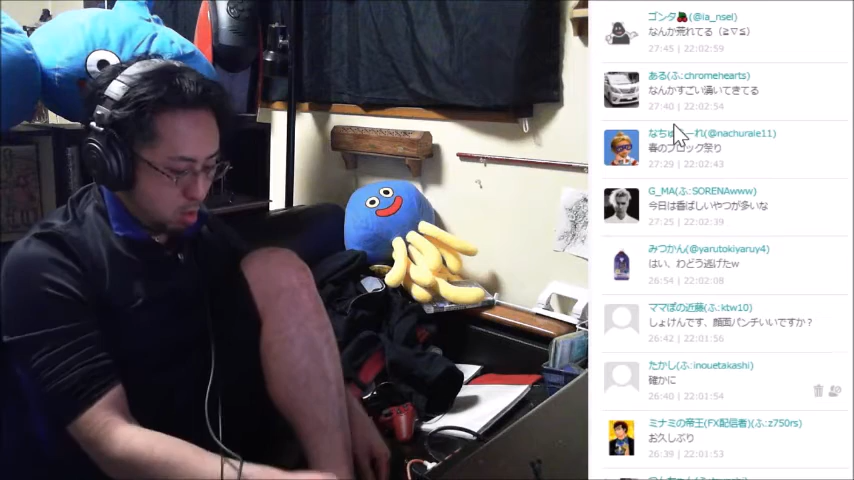 ゴンタ🍒(@ia_nsel)
なんか荒れてる（≧∇≦）
27:45 | 22:02:59
ある(ふ:chromehearts)
なんかすごい涌いてきてる
27:40 | 22:02:54
(@nachuraie11)
春のブロック祭り
27:29 | 22:02:43
G_MA(ふ:SORENAwww)
今日は香ばしいやつが多いな
27:25 | 22:02:39
みつかん(@yarutokiyaruy4)
はい、わどう逃げたw
26:54 | 22:02:08
ママぽの近藤(ふ:ktw10)
しょけんです、顔面パンチいいですか？
26:42 | 22:01:56
たかし(ふ:inouetakashi)
確かに
26:40 | 22:01:54
ミナミの帝王(FX配信者)(ふ:z750rs)
お久しぶり
26:39 | 22:01:53